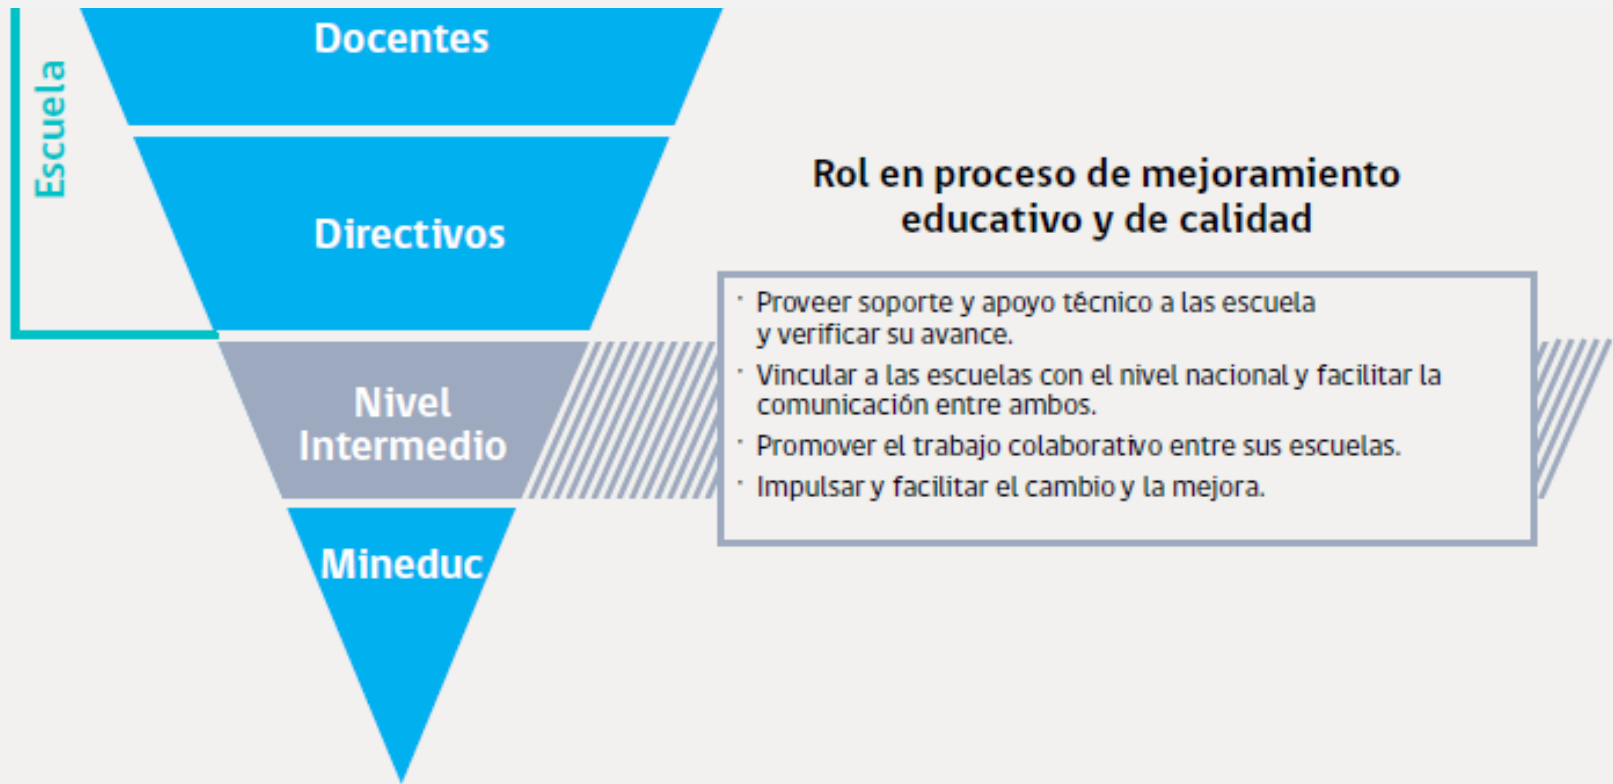 Escuela
Docentes
Directivos
Nivel
Intermedio
Mineduc
Rol en proceso de mejoramiento
educativo y de calidad
· Proveer soporte y apoyo técnico a las escuela
y verificar su avance.
· Vincular a las escuelas con el nivel nacional y facilitar la
comunicación entre ambos.
· Promover el trabajo colaborativo entre sus escuelas.
· Impulsar y facilitar el cambio y la mejora.